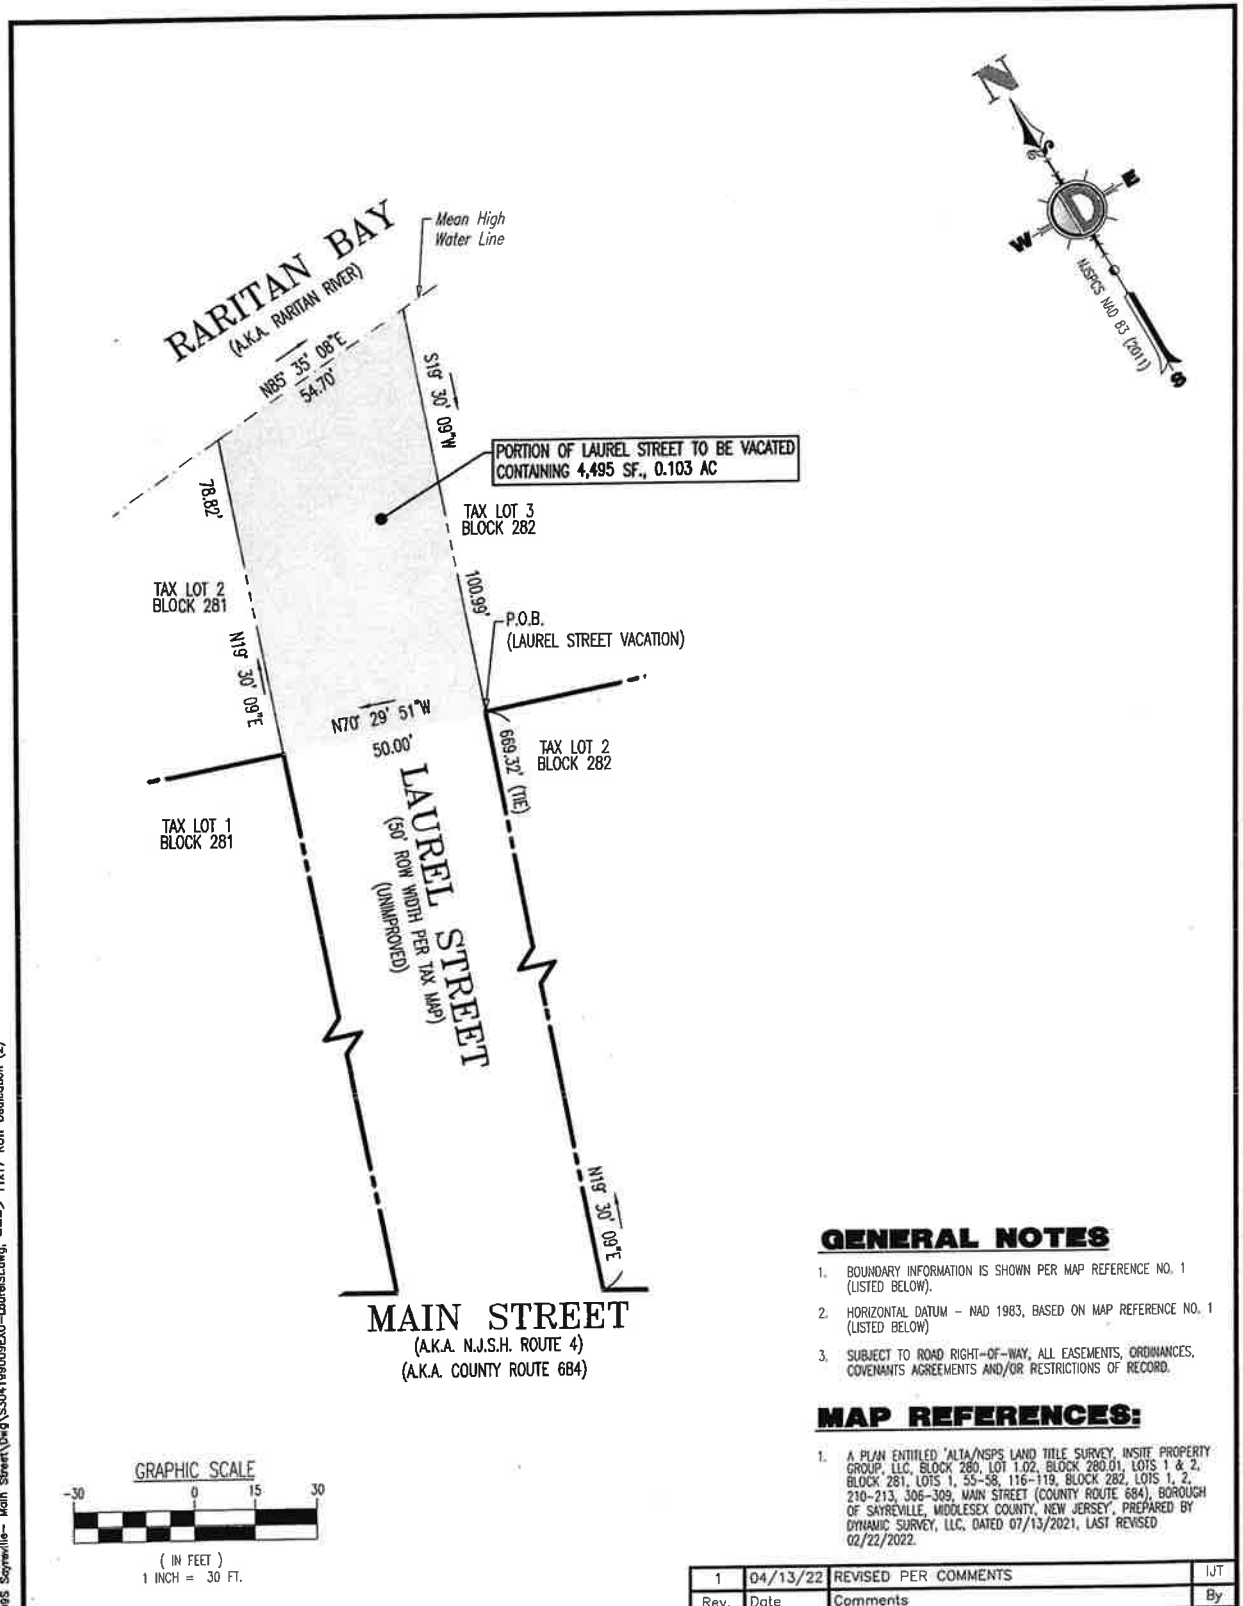 N
E
W
S
D
NJSPCS NAD 83 (2011)
RARITAN BAY
(A.K.A. RARITAN RIVER)
Mean High
Water Line
N85° 35' 08"E
54.70'
S19° 30' 09"W
100.99'
PORTION OF LAUREL STREET TO BE VACATED
CONTAINING 4,495 SF., 0.103 AC
78.82'
N19° 30' 09"E
TAX LOT 3
BLOCK 282
TAX LOT 2
BLOCK 281
P.O.B.
(LAUREL STREET VACATION)
N70° 29' 51"W
50.00'
669.32' (TIE)
TAX LOT 2
BLOCK 282
TAX LOT 1
BLOCK 281
LAUREL STREET
(50' ROW WIDTH PER TAX MAP)
(UNIMPROVED)
N19° 30' 09"E
MAIN STREET
(A.K.A. N.J.S.H. ROUTE 4)
(A.K.A. COUNTY ROUTE 684)
GENERAL NOTES
1. BOUNDARY INFORMATION IS SHOWN PER MAP REFERENCE NO. 1
(LISTED BELOW).
2. HORIZONTAL DATUM – NAD 1983, BASED ON MAP REFERENCE NO. 1
(LISTED BELOW)
3. SUBJECT TO ROAD RIGHT-OF-WAY, ALL EASEMENTS, ORDINANCES,
COVENANTS AGREEMENTS AND/OR RESTRICTIONS OF RECORD.
MAP REFERENCES:
1. A PLAN ENTITLED 'ALTA/NSPS LAND TITLE SURVEY, INSITE PROPERTY
GROUP, LLC, BLOCK 280, LOT 1.02, BLOCK 280.01, LOTS 1 & 2,
BLOCK 281, LOTS 1, 55-58, 116-119, BLOCK 282, LOTS 1, 2,
210-213, 306-309, MAIN STREET (COUNTY ROUTE 684), BOROUGH
OF SAYREVILLE, MIDDLESEX COUNTY, NEW JERSEY', PREPARED BY
DYNAMIC SURVEY, LLC, DATED 07/13/2021, LAST REVISED
02/22/2022.
GRAPHIC SCALE
-30 0 15 30
( IN FEET )
1 INCH = 30 FT.
1 04/13/22 REVISED PER COMMENTS IJT
Rev. Date Comments By